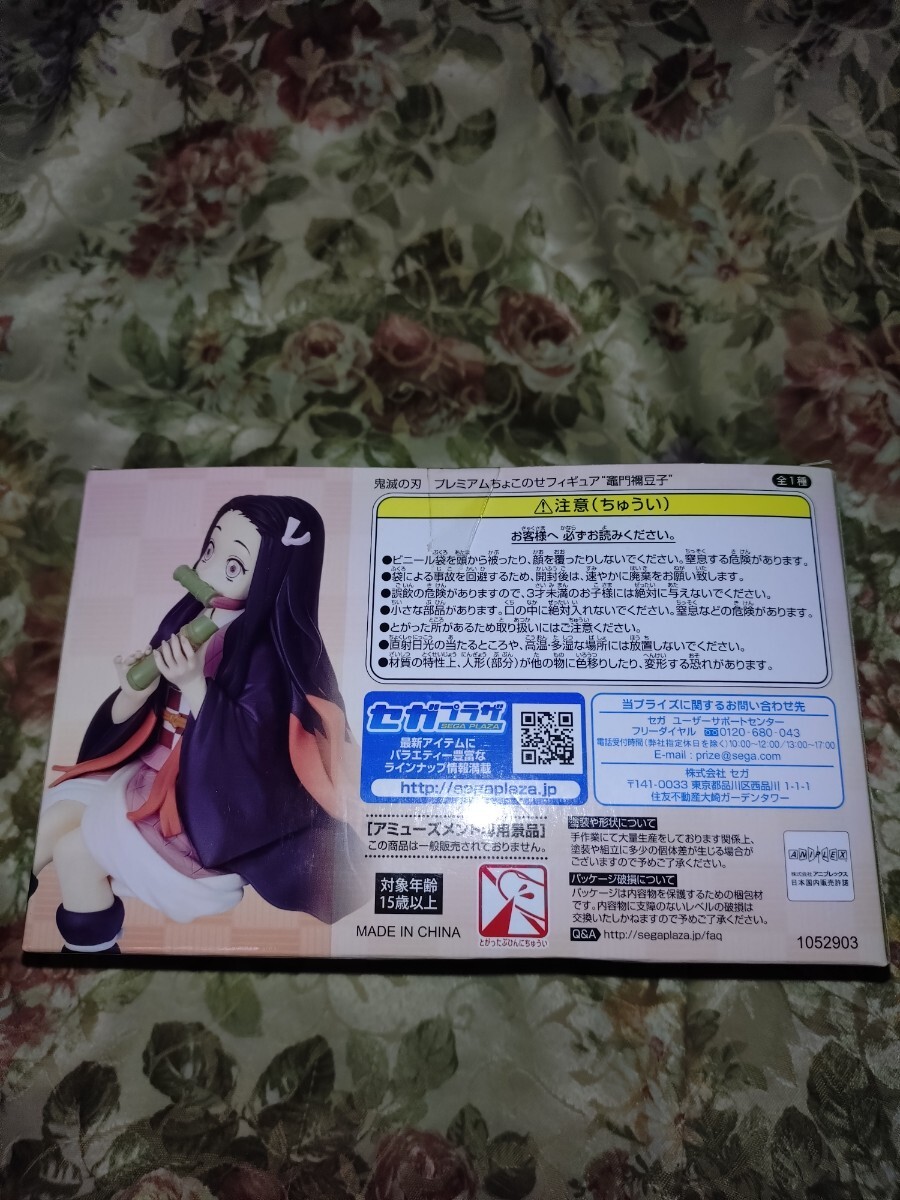 鬼滅の刃 プレミアムちょこのせフィギュア"竈門禰豆子"
全1種
⚠注意(ちゅうい)
お客様へ 必ずお読みください。
●ビニール袋を頭から被ったり、顔を覆ったりしないでください。窒息する危険があります。
●袋による事故を回避するため、開封後は、速やかに廃棄をお願い致します。
●誤飲の危険がありますので、3才未満のお子様には絶対に与えないでください。
●小さな部品があります。口の中に絶対入れないでください。窒息などの危険があります。
●とがった所があるため取り扱いにはご注意ください。
●直射日光の当たるところや、高温・多湿な場所には放置しないでください。
●材質の特性上、人形(部分)が他の物に色移りしたり、変形する恐れがあります。
セガプラザ
SEGA PLAZA
最新アイテムに
バラエティー豊富な
ラインナップ情報満載
http://segaplaza.jp
当プライズに関するお問い合わせ先
セガ ユーザーサポートセンター
フリーダイヤル 0120-680-043
電話受付時間(弊社指定休日を除く)10:00~12:00/13:00~17:00
E-mail : prize@sega.com
株式会社 セガ
〒141-0033 東京都品川区西品川 1-1-1
住友不動産大崎ガーデンタワー
[アミューズメント専用景品]
この商品は一般販売されておりません。
対象年齢
15歳以上
MADE IN CHINA
とがったぶひんにちゅうい
塗装や形状について
手作業にて大量生産をしております関係上、
塗装や組立に多少の個体差が生じる場合が
ございますので予めご了承ください。
パッケージ破損について
パッケージは内容物を保護するための梱包材
です。内容物に支障のないレベルの破損は
交換いたしかねますので予めご了承ください。
Q&A http://segaplaza.jp/faq
ANIPLEX
株式会社アニプレックス
日本国内販売許諾
1052903